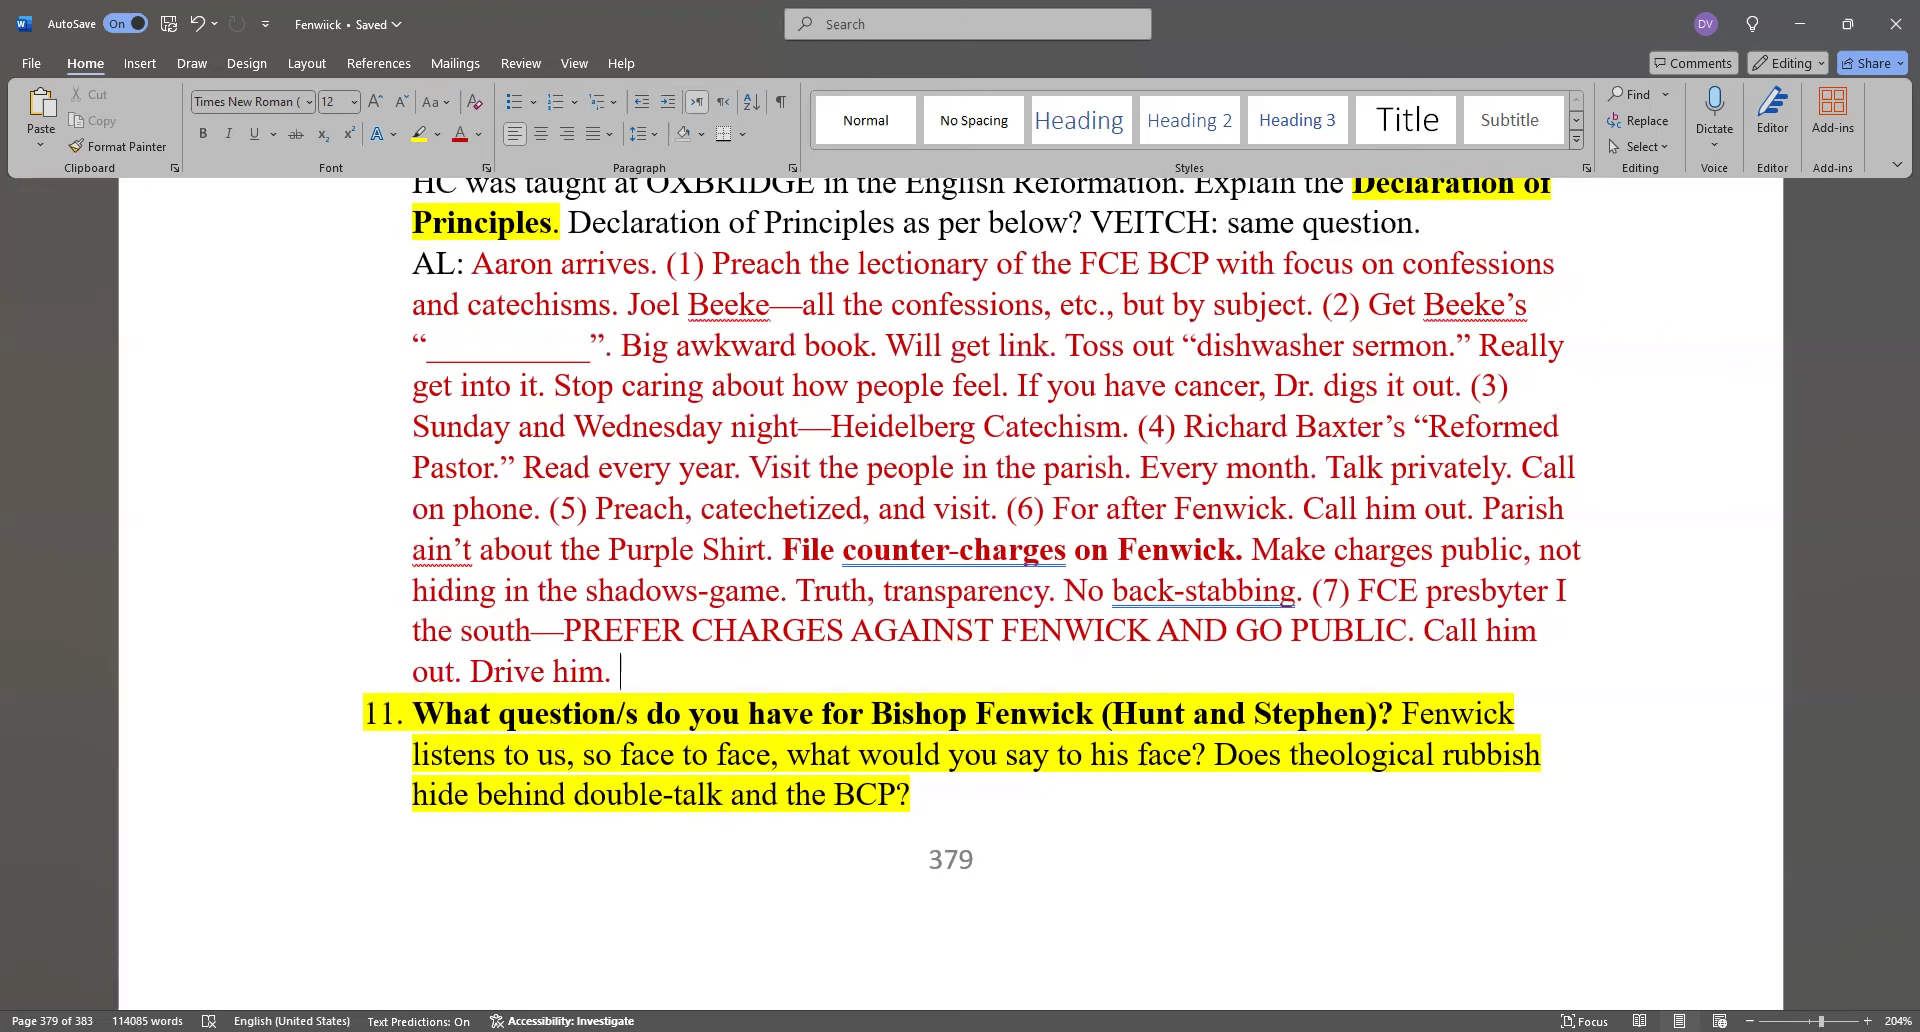 AutoSave On Fenwiick • Saved Search DV
File Home Insert Draw Design Layout References Mailings Review View Help Comments Editing Share
Paste Cut Copy Format Painter
Times New Roman ( 12 Aa
B I U ab x₂ x² A A
Normal No Spacing Heading Heading 2 Heading 3 Title Subtitle
Find Replace Select
Dictate Editor Add-ins
Clipboard Font Paragraph Styles Editing Voice Editor Add-ins
HC was taught at OXBRIDGE in the English Reformation. Explain the Declaration of
Principles. Declaration of Principles as per below? VEITCH: same question.
AL: Aaron arrives. (1) Preach the lectionary of the FCE BCP with focus on confessions
and catechisms. Joel Beeke—all the confessions, etc., but by subject. (2) Get Beeke’s
“__________”. Big awkward book. Will get link. Toss out “dishwasher sermon.” Really
get into it. Stop caring about how people feel. If you have cancer, Dr. digs it out. (3)
Sunday and Wednesday night—Heidelberg Catechism. (4) Richard Baxter’s “Reformed
Pastor.” Read every year. Visit the people in the parish. Every month. Talk privately. Call
on phone. (5) Preach, catechetized, and visit. (6) For after Fenwick. Call him out. Parish
ain’t about the Purple Shirt. File counter-charges on Fenwick. Make charges public, not
hiding in the shadows-game. Truth, transparency. No back-stabbing. (7) FCE presbyter I
the south—PREFER CHARGES AGAINST FENWICK AND GO PUBLIC. Call him
out. Drive him.
11. What question/s do you have for Bishop Fenwick (Hunt and Stephen)? Fenwick
listens to us, so face to face, what would you say to his face? Does theological rubbish
hide behind double-talk and the BCP?
379
Page 379 of 383 114085 words English (United States) Text Predictions: On Accessibility: Investigate Focus 204%